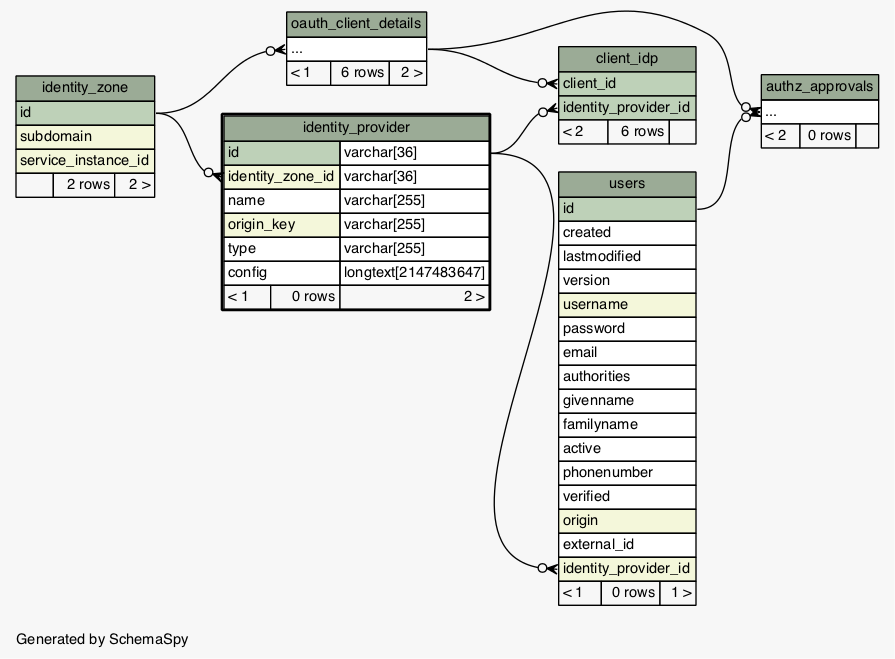 oauth_client_details
...
< 1 6 rows 2 >
identity_zone
id
subdomain
service_instance_id
2 rows 2 >
identity_provider
id varchar[36]
identity_zone_id varchar[36]
name varchar[255]
origin_key varchar[255]
type varchar[255]
config longtext[2147483647]
< 1 0 rows 2 >
client_idp
client_id
identity_provider_id
< 2 6 rows
authz_approvals
...
< 2 0 rows
users
id
created
lastmodified
version
username
password
email
authorities
givenname
familyname
active
phonenumber
verified
origin
external_id
identity_provider_id
< 1 0 rows 1 >
Generated by SchemaSpy